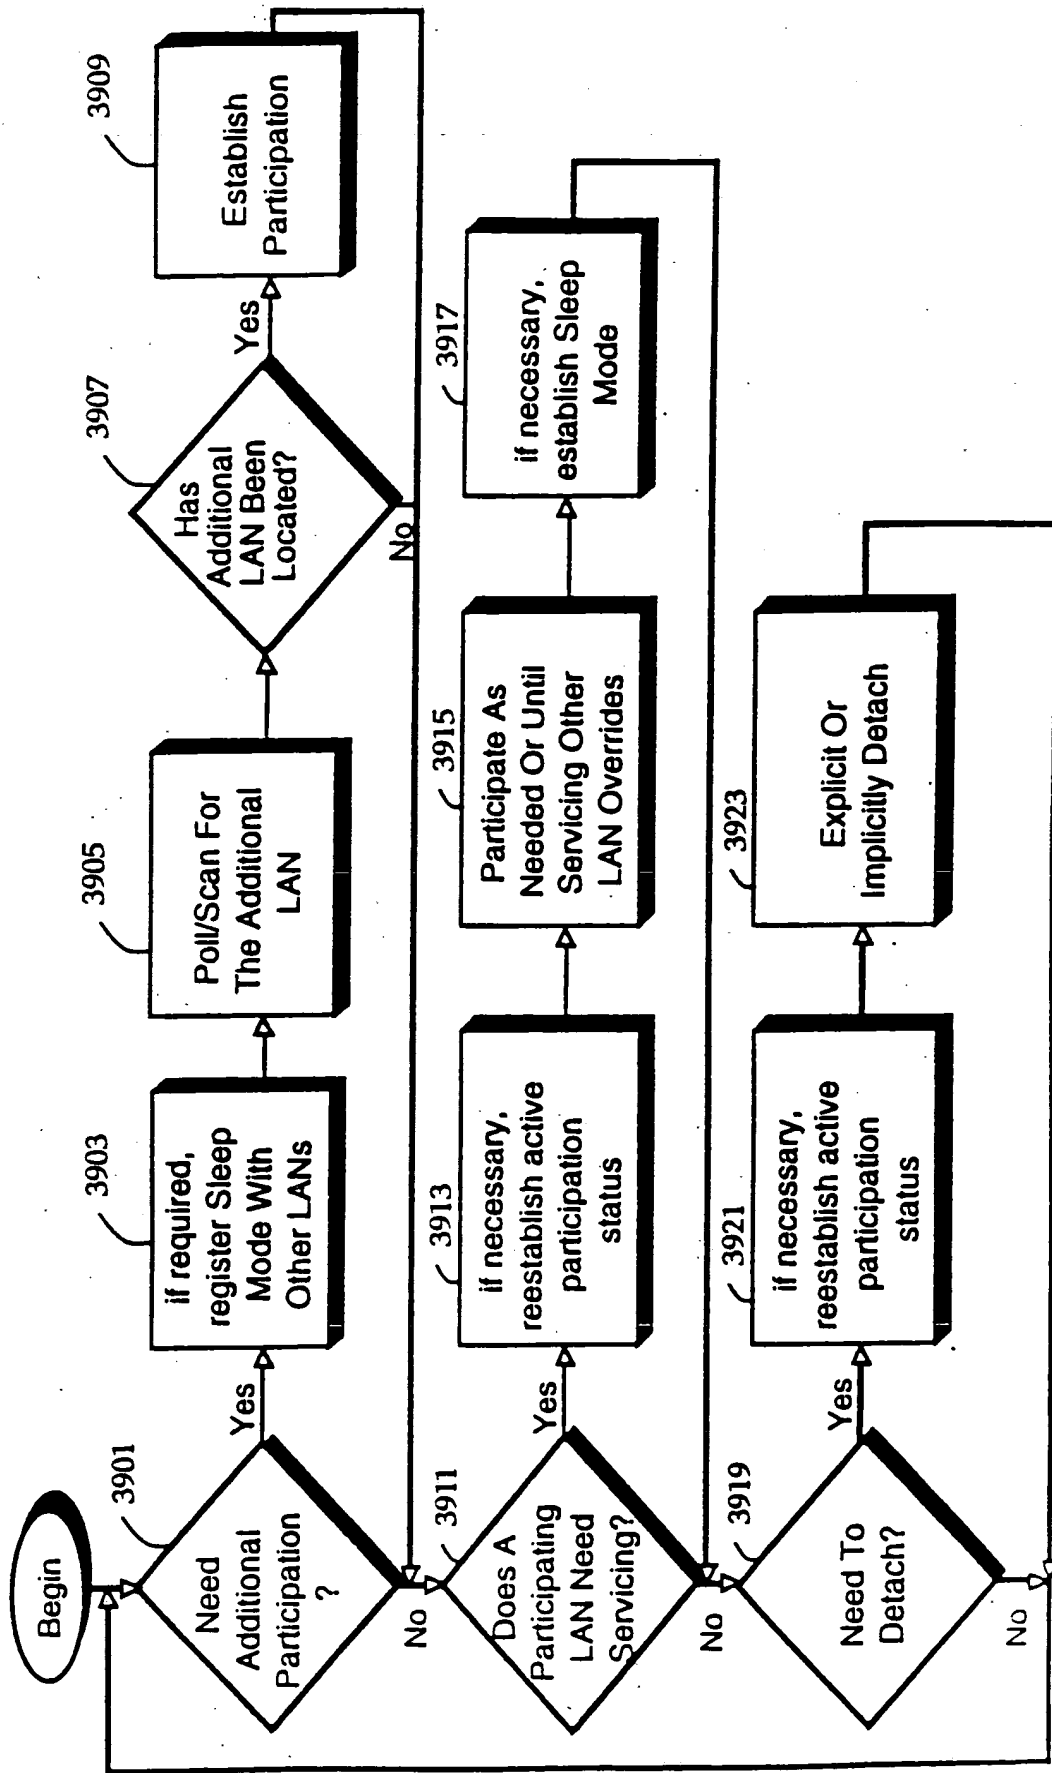 Begin
3901
Need
Additional
Participation
?
Yes
No
3903
if required,
register Sleep
Mode With
Other LANs
3905
Poll/Scan For
The Additional
LAN
3907
Has
Additional
LAN Been
Located?
Yes
No
3909
Establish
Participation
3911
Does A
Participating
LAN Need
Servicing?
Yes
No
3913
if necessary,
reestablish active
participation
status
3915
Participate As
Needed Or Until
Servicing Other
LAN Overrides
3917
if necessary,
establish Sleep
Mode
3919
Need To
Detach?
Yes
No
3921
if necessary,
reestablish active
participation
status
3923
Explicit Or
Implicitly Detach